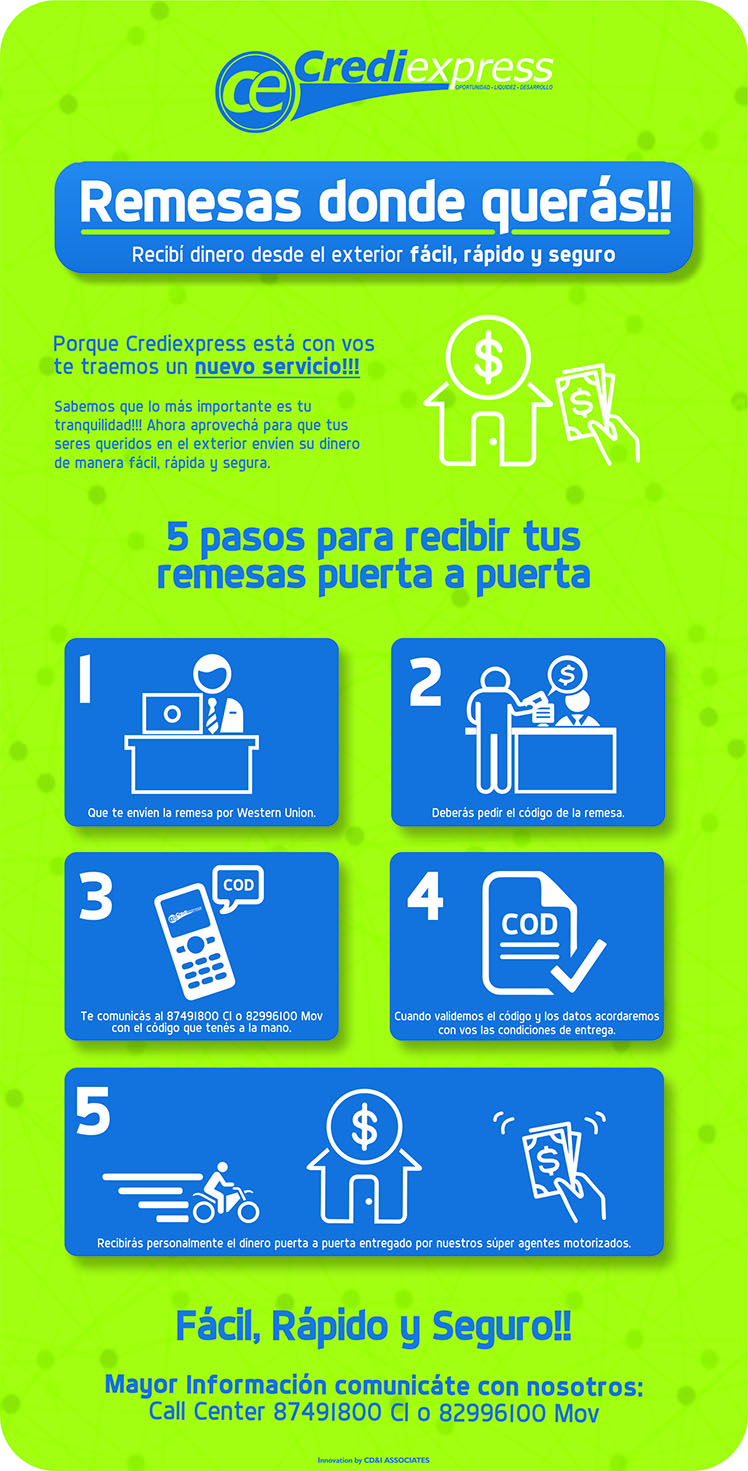 ce Crediexpress
OPORTUNIDAD • LIQUIDEZ • DESARROLLO
Remesas donde querás!!
Recibí dinero desde el exterior fácil, rápido y seguro
Porque Crediexpress está con vos
te traemos un nuevo servicio!!!
Sabemos que lo más importante es tu
tranquilidad!!! Ahora aprovechá para que tus
seres queridos en el exterior envíen su dinero
de manera fácil, rápida y segura.
$
$
5 pasos para recibir tus
remesas puerta a puerta
1
Que te envíen la remesa por Western Union.
2
$
Deberás pedir el código de la remesa.
3
COD
ce Crediexpress
Te comunicás al 87491800 Cl o 82996100 Mov
con el código que tenés a la mano.
4
COD
Cuando validemos el código y los datos acordaremos
con vos las condiciones de entrega.
5
$
$
Recibirás personalmente el dinero puerta a puerta entregado por nuestros súper agentes motorizados.
Fácil, Rápido y Seguro!!
Mayor Información comunicáte con nosotros:
Call Center 87491800 Cl o 82996100 Mov
Innovation by CD&I ASSOCIATES